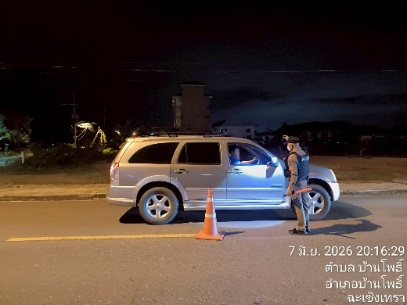 7 มิ.ย. 2026 20:16:29
ตำบล บ้านโพธิ์
อำเภอบ้านโพธิ์
ฉะเชิงเทรา